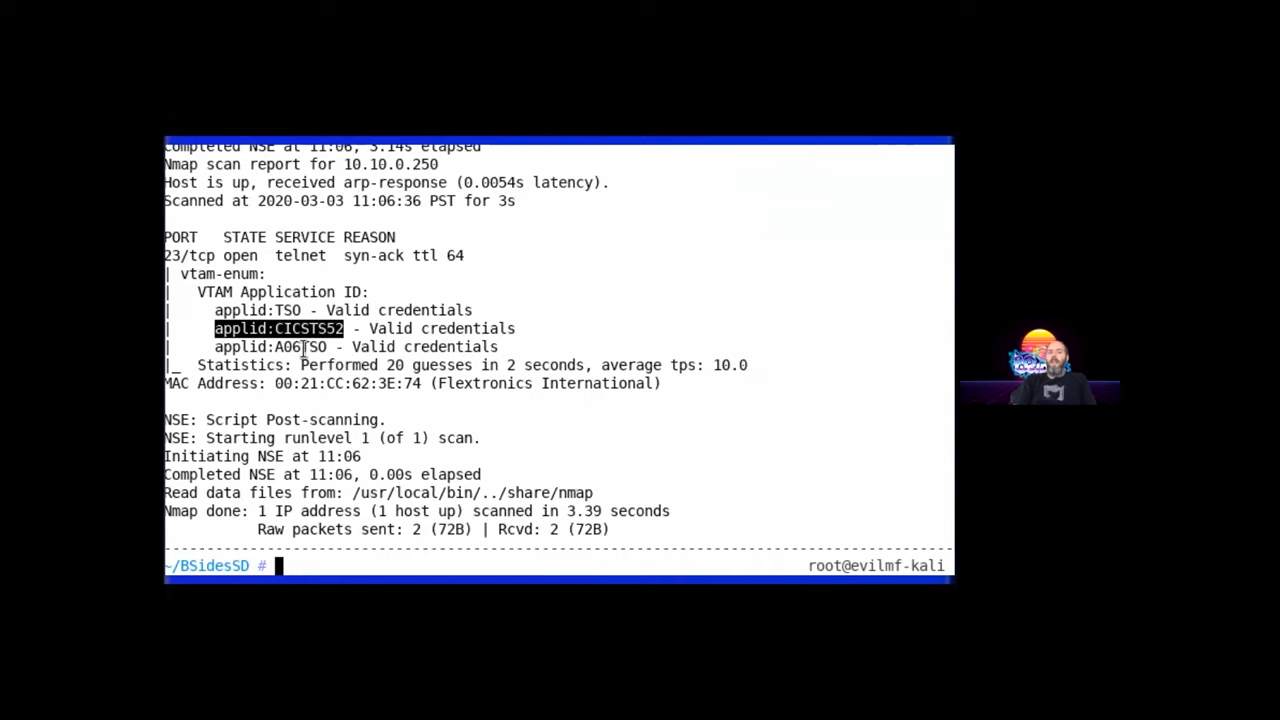 Completed NSE at 11:06, 3.14s elapsed
Nmap scan report for 10.10.0.250
Host is up, received arp-response (0.0054s latency).
Scanned at 2020-03-03 11:06:36 PST for 3s
PORT   STATE SERVICE REASON
23/tcp open  telnet  syn-ack ttl 64
| vtam-enum:
|   VTAM Application ID:
|     applid:TSO - Valid credentials
|     applid:CICSTS52 - Valid credentials
|     applid:A06TSO - Valid credentials
|_  Statistics: Performed 20 guesses in 2 seconds, average tps: 10.0
MAC Address: 00:21:CC:62:3E:74 (Flextronics International)
NSE: Script Post-scanning.
NSE: Starting runlevel 1 (of 1) scan.
Initiating NSE at 11:06
Completed NSE at 11:06, 0.00s elapsed
Read data files from: /usr/local/bin/../share/nmap
Nmap done: 1 IP address (1 host up) scanned in 3.39 seconds
Raw packets sent: 2 (72B) | Rcvd: 2 (72B)
~/BSidesSD # root@evilmf-kali